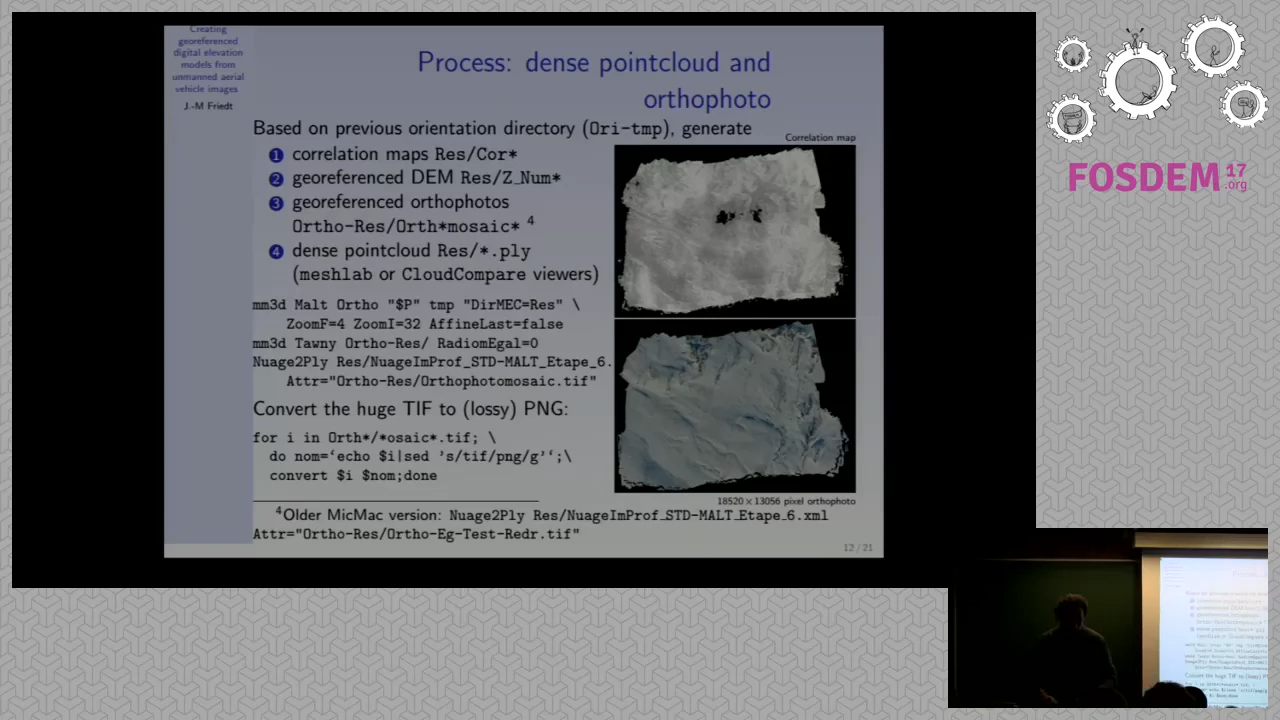 Creating
georeferenced
digital elevation
models from
unmanned aerial
vehicle images
J.-M Friedt
Process: dense pointcloud and
orthophoto
Based on previous orientation directory (Ori-tmp), generate
1 correlation maps Res/Cor*
2 georeferenced DEM Res/Z_Num*
3 georeferenced orthophotos
Ortho-Res/Orth*mosaic* 4
4 dense pointcloud Res/*.ply
(meshlab or CloudCompare viewers)
mm3d Malt Ortho "$P" tmp "DirMEC=Res" \
ZoomF=4 ZoomI=32 AffineLast=false
mm3d Tawny Ortho-Res/ RadiomEgal=0
Nuage2Ply Res/NuageImProf_STD-MALT_Etape_6.
Attr="Ortho-Res/Orthophotomosaic.tif"
Convert the huge TIF to (lossy) PNG:
for i in Orth*/*osaic*.tif; \
do nom=‘echo $i|sed 's/tif/png/g'‘;\
convert $i $nom;done
Correlation map
18520×13056 pixel orthophoto
4Older MicMac version: Nuage2Ply Res/NuageImProf_STD-MALT_Etape_6.xml
Attr="Ortho-Res/Ortho-Eg-Test-Redr.tif"
12 / 21
FOSDEM 17
.org